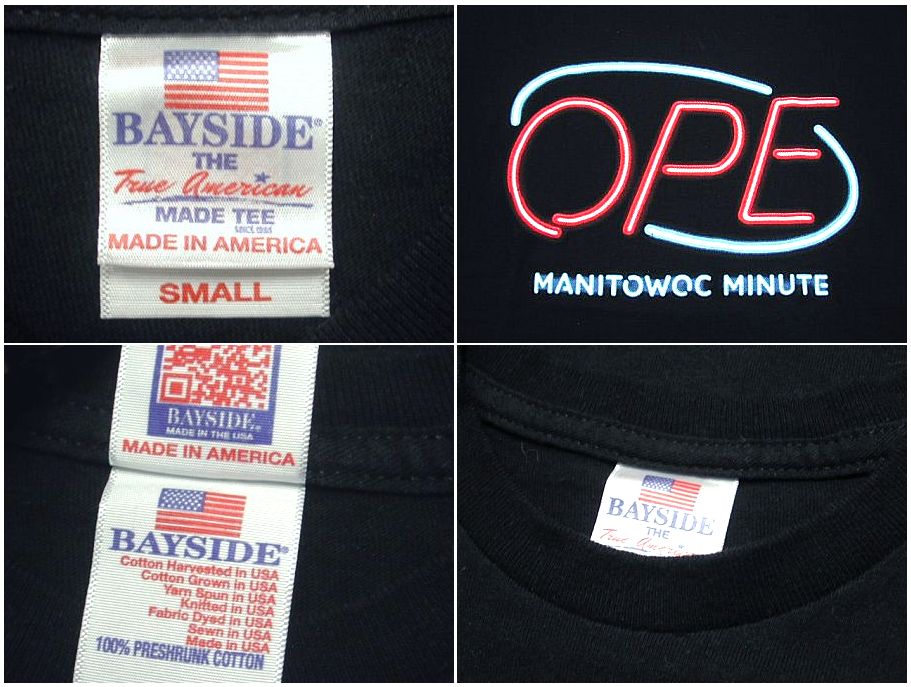 BAYSIDE®
THE
True American
MADE TEE
MADE IN AMERICA
SMALL
OPE
MANITOWOC MINUTE
BAYSIDE
MADE IN THE USA
MADE IN AMERICA
BAYSIDE®
Cotton Harvested in USA
Cotton Grown in USA
Yarn Spun in USA
Knitted in USA
Fabric Dyed in USA
Sewn in USA
Made in USA
100% PRESHRUNK COTTON
BAYSIDE
THE
True American